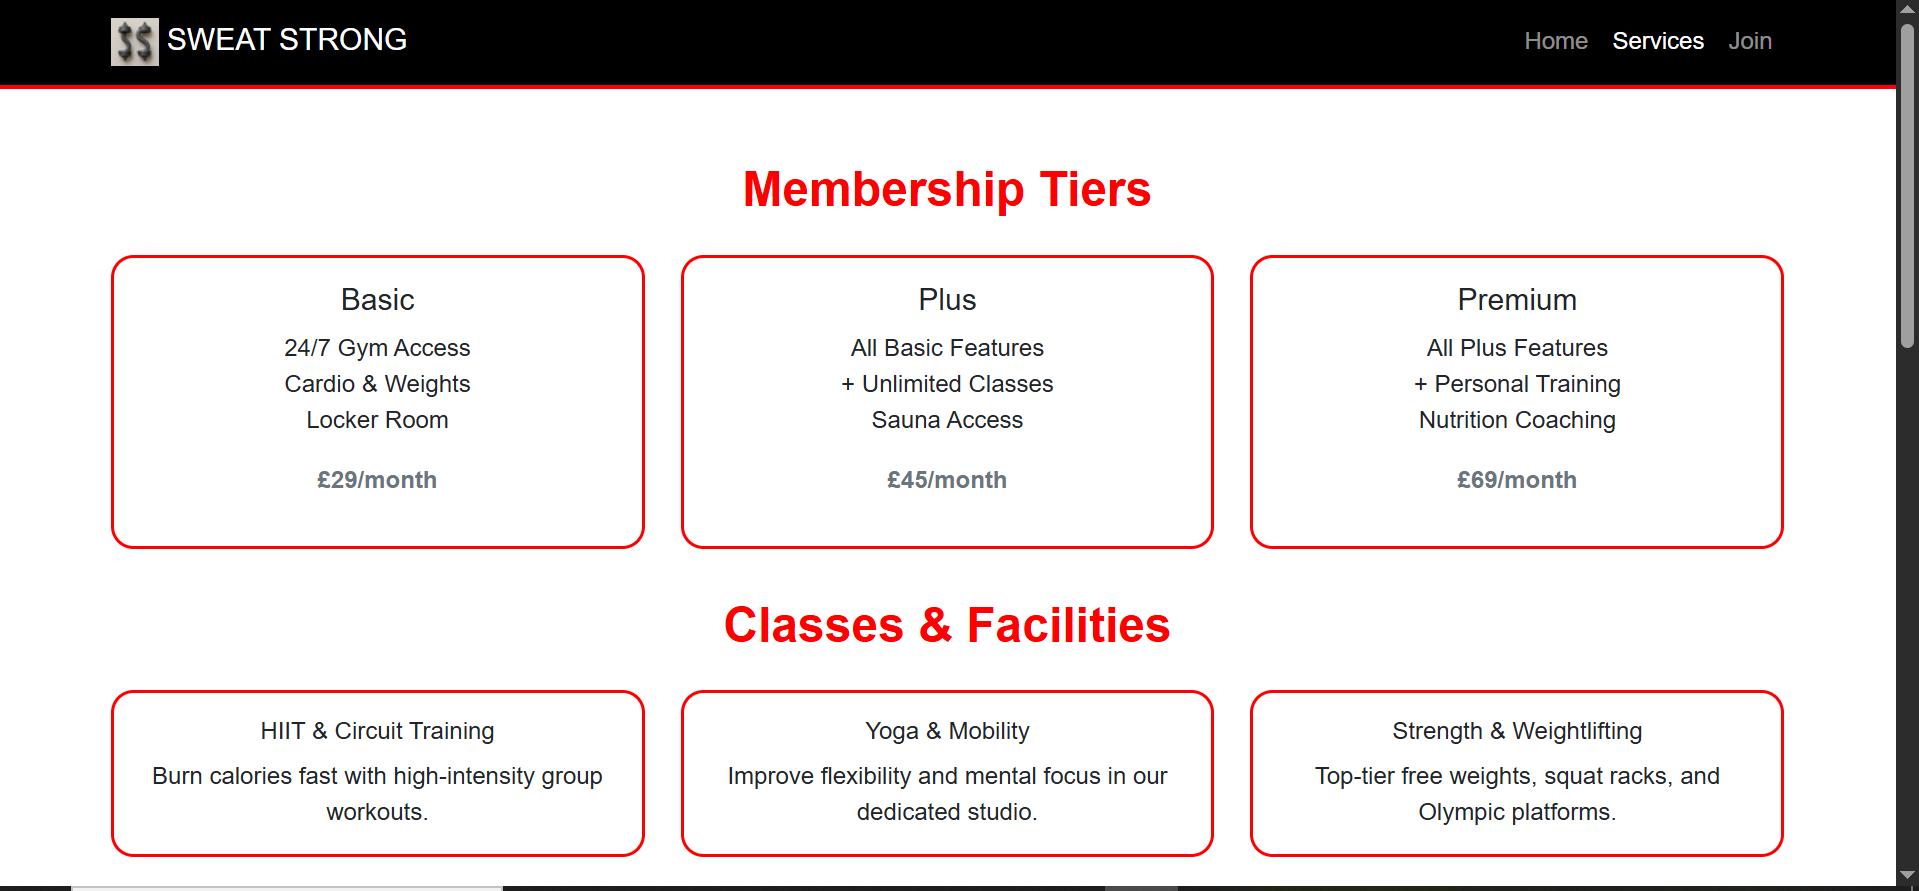 SWEAT STRONG
Home Services Join
Membership Tiers
Basic
24/7 Gym Access
Cardio & Weights
Locker Room
£29/month
Plus
All Basic Features
+ Unlimited Classes
Sauna Access
£45/month
Premium
All Plus Features
+ Personal Training
Nutrition Coaching
£69/month
Classes & Facilities
HIIT & Circuit Training
Burn calories fast with high-intensity group
workouts.
Yoga & Mobility
Improve flexibility and mental focus in our
dedicated studio.
Strength & Weightlifting
Top-tier free weights, squat racks, and
Olympic platforms.